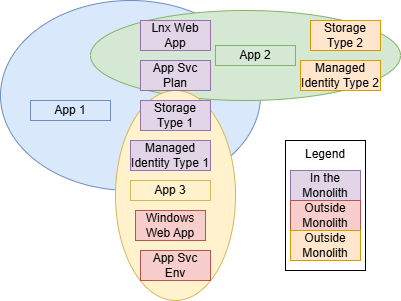 Lnx Web
App
Storage
Type 2
App 2
App Svc
Plan
Managed
Identity Type 2
App 1
Storage
Type 1
Managed
Identity Type 1
App 3
Windows
Web App
App Svc
Env
Legend
In the
Monolith
Outside
Monolith
Outside
Monolith